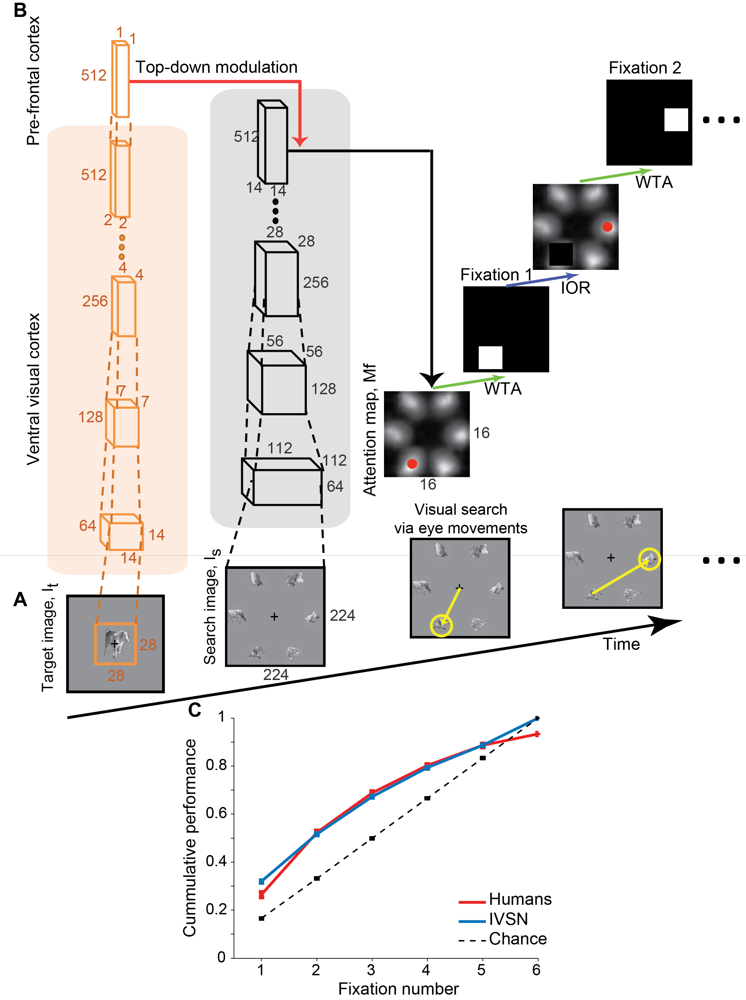 B
Pre-frontal cortex
1
1
512
Top-down modulation
512
2
2
4
4
256
7
7
128
64
14
14
Ventral visual cortex
512
14
14
28
28
256
56
56
128
112
112
64
Fixation 2
WTA
Fixation 1
IOR
WTA
Attention map, Mf
16
16
Visual search
via eye movements
A
Target image, It
28
28
Search image, Is
224
224
Time
C
Cummulative performance
1
0.8
0.6
0.4
0.2
0
1
2
3
4
5
6
Fixation number
Humans
IVSN
Chance